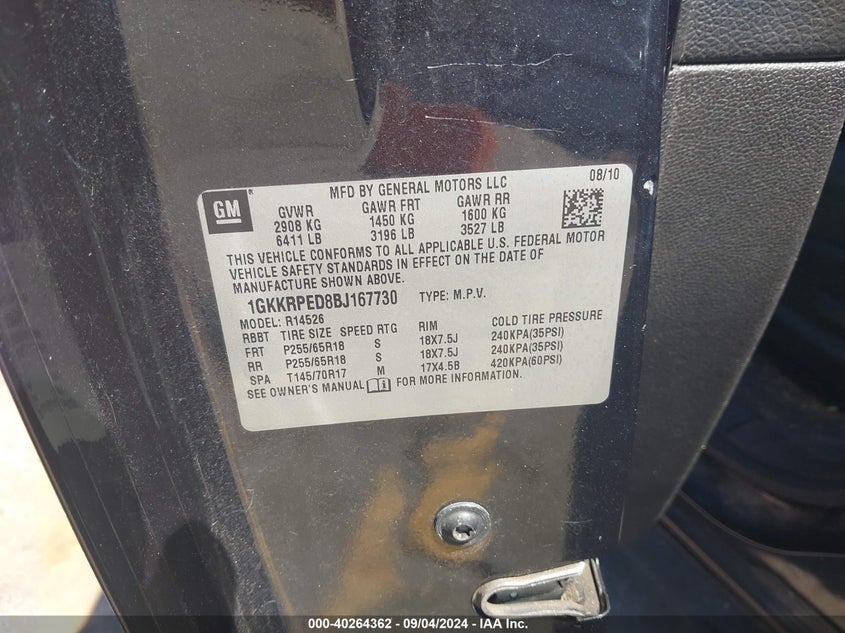 MFD BY GENERAL MOTORS LLC 08/10
GM
GVWR GAWR FRT GAWR RR
2908 KG 1450 KG 1600 KG
6411 LB 3196 LB 3527 LB
THIS VEHICLE CONFORMS TO ALL APPLICABLE U.S. FEDERAL MOTOR
VEHICLE SAFETY STANDARDS IN EFFECT ON THE DATE OF
MANUFACTURE SHOWN ABOVE.
1GKKRPED8BJ167730 TYPE: M.P.V.
MODEL: R14526
RBBT TIRE SIZE SPEED RTG RIM COLD TIRE PRESSURE
FRT P255/65R18 S 18X7.5J 240KPA(35PSI)
RR P255/65R18 S 18X7.5J 240KPA(35PSI)
SPA T145/70R17 M 17X4.5B 420KPA(60PSI)
SEE OWNER'S MANUAL FOR MORE INFORMATION.
000-40264362 - 09/04/2024 - IAA Inc.